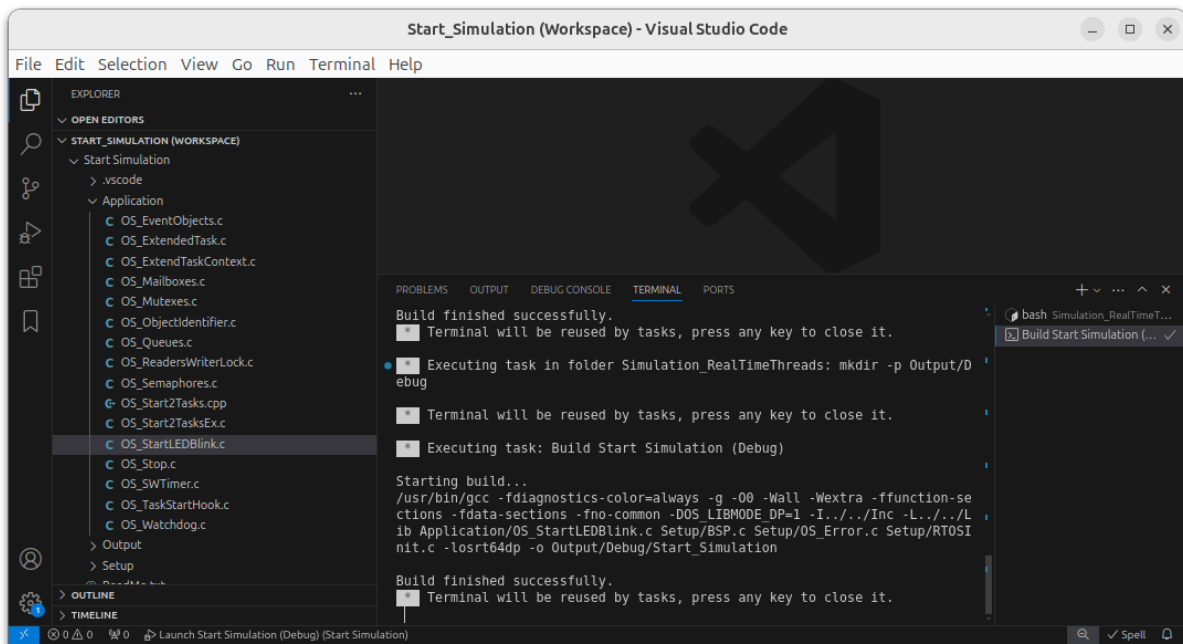 Start_Simulation (Workspace) - Visual Studio Code
File Edit Selection View Go Run Terminal Help
EXPLORER
OPEN EDITORS
START_SIMULATION (WORKSPACE)
Start Simulation
.vscode
Application
C OS_EventObjects.c
C OS_ExtendedTask.c
C OS_ExtendTaskContext.c
C OS_Mailboxes.c
C OS_Mutexes.c
C OS_ObjectIdentifier.c
C OS_Queues.c
C OS_ReadersWriterLock.c
C OS_Semaphores.c
C+ OS_Start2Tasks.cpp
C OS_Start2TasksEx.c
C OS_StartLEDBlink.c
C OS_Stop.c
C OS_SWTimer.c
C OS_TaskStartHook.c
C OS_Watchdog.c
Output
Setup
ReadMe.txt
OUTLINE
TIMELINE
1
PROBLEMS OUTPUT DEBUG CONSOLE TERMINAL PORTS
Build finished successfully.
* Terminal will be reused by tasks, press any key to close it.
* Executing task in folder Simulation_RealTimeThreads: mkdir -p Output/D
ebug
* Terminal will be reused by tasks, press any key to close it.
* Executing task: Build Start Simulation (Debug)
Starting build...
/usr/bin/gcc -fdiagnostics-color=always -g -O0 -Wall -Wextra -ffunction-se
ctions -fdata-sections -fno-common -DOS_LIBMODE_DP=1 -I../../Inc -L../../L
ib Application/OS_StartLEDBlink.c Setup/BSP.c Setup/OS_Error.c Setup/RTOSI
nit.c -losrt64dp -o Output/Debug/Start_Simulation
Build finished successfully.
* Terminal will be reused by tasks, press any key to close it.
bash Simulation_RealTimeT...
Build Start Simulation (...
0 0 0 Launch Start Simulation (Debug) (Start Simulation) Spell